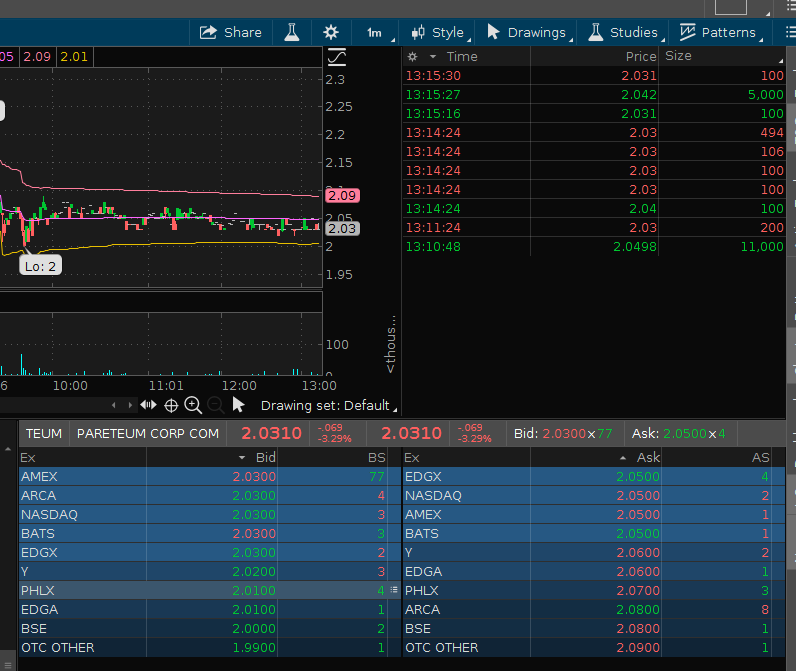 Share 1m Style Drawings Studies Patterns
05 2.09 2.01
2.3
2.25
2.2
2.15
2.09
2.05
2.03
2
1.95
Lo: 2
100
0
<thous...
6 10:00 11:01 12:00 13:00
Drawing set: Default
Time Price Size
13:15:30 2.031 100
13:15:27 2.042 5,000
13:15:16 2.031 100
13:14:24 2.03 494
13:14:24 2.03 106
13:14:24 2.03 100
13:14:24 2.03 100
13:14:24 2.04 100
13:11:24 2.03 200
13:10:48 2.0498 11,000
TEUM PARETEUM CORP COM 2.0310 -.069 -3.29% 2.0310 -.069 -3.29% Bid: 2.0300x77 Ask: 2.0500x4
Ex Bid BS Ex Ask AS
AMEX 2.0300 77 EDGX 2.0500 4
ARCA 2.0300 4 NASDAQ 2.0500 2
NASDAQ 2.0300 3 AMEX 2.0500 1
BATS 2.0300 3 BATS 2.0500 1
EDGX 2.0300 2 Y 2.0600 2
Y 2.0200 3 EDGA 2.0600 1
PHLX 2.0100 4 PHLX 2.0700 3
EDGA 2.0100 1 ARCA 2.0800 8
BSE 2.0000 2 BSE 2.0800 1
OTC OTHER 1.9900 1 OTC OTHER 2.0900 1